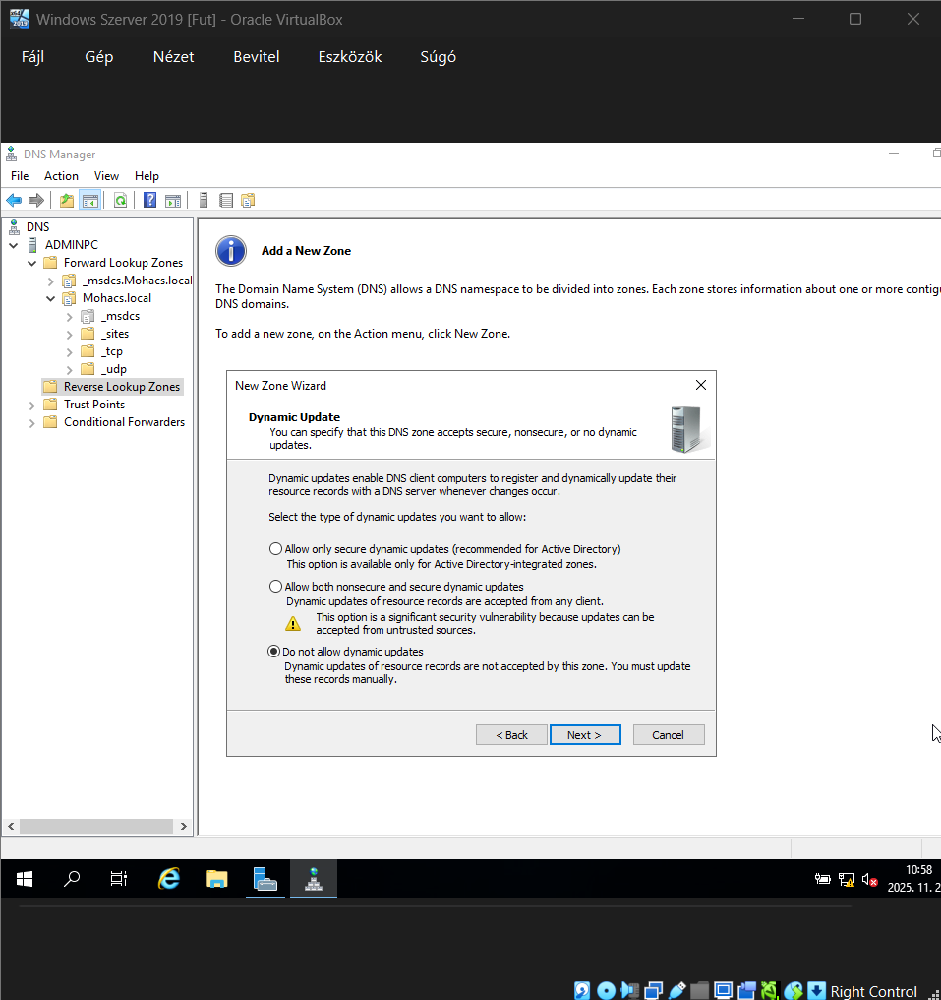 Windows Szerver 2019 [Fut] - Oracle VirtualBox
Fájl Gép Nézet Bevitel Eszközök Súgó
DNS Manager
File Action View Help
DNS
ADMINPC
Forward Lookup Zones
_msdcs.Mohacs.local
Mohacs.local
_msdcs
_sites
_tcp
_udp
Reverse Lookup Zones
Trust Points
Conditional Forwarders
Add a New Zone
The Domain Name System (DNS) allows a DNS namespace to be divided into zones. Each zone stores information about one or more contigu
DNS domains.
To add a new zone, on the Action menu, click New Zone.
New Zone Wizard
Dynamic Update
You can specify that this DNS zone accepts secure, nonsecure, or no dynamic
updates.
Dynamic updates enable DNS client computers to register and dynamically update their
resource records with a DNS server whenever changes occur.
Select the type of dynamic updates you want to allow:
Allow only secure dynamic updates (recommended for Active Directory)
This option is available only for Active Directory-integrated zones.
Allow both nonsecure and secure dynamic updates
Dynamic updates of resource records are accepted from any client.
This option is a significant security vulnerability because updates can be
accepted from untrusted sources.
Do not allow dynamic updates
Dynamic updates of resource records are not accepted by this zone. You must update
these records manually.
< Back Next > Cancel
10:58
2025. 11. 2
Right Control